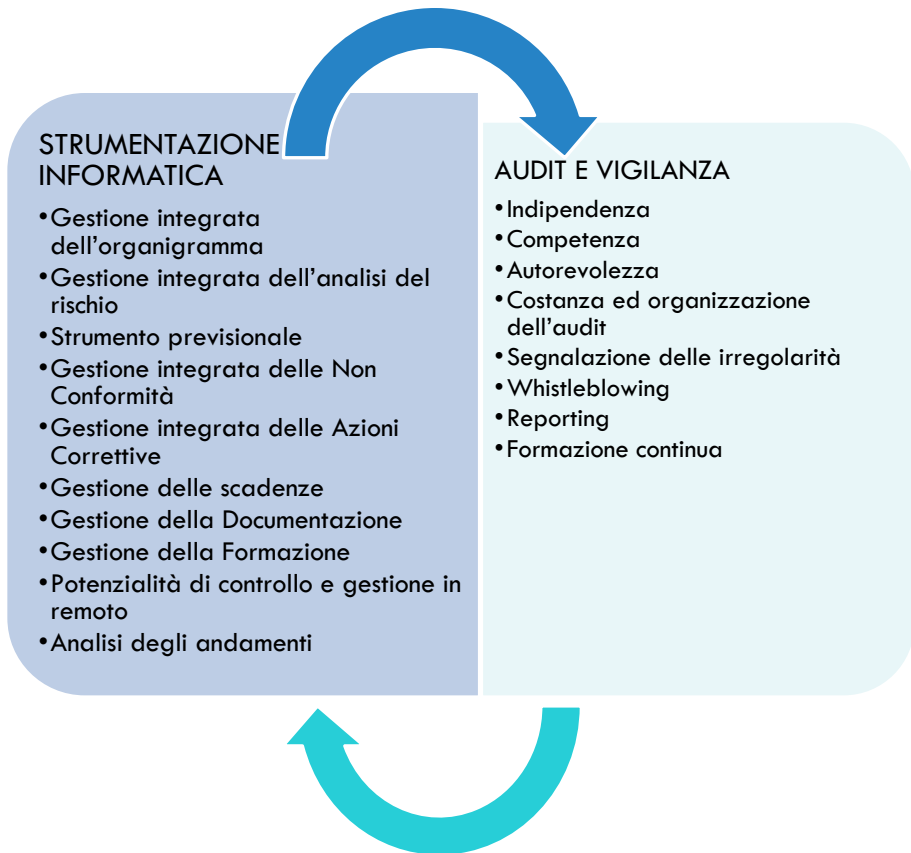 STRUMENTAZIONE
INFORMATICA
•Gestione integrata
dell'organigramma
•Gestione integrata dell'analisi del
rischio
•Strumento previsionale
•Gestione integrata delle Non
Conformità
•Gestione integrata delle Azioni
Correttive
•Gestione delle scadenze
•Gestione della Documentazione
•Gestione della Formazione
•Potenzialità di controllo e gestione in
remoto
•Analisi degli andamenti
AUDIT E VIGILANZA
•Indipendenza
•Competenza
•Autorevolezza
•Costanza ed organizzazione
dell'audit
•Segnalazione delle irregolarità
•Whistleblowing
•Reporting
•Formazione continua